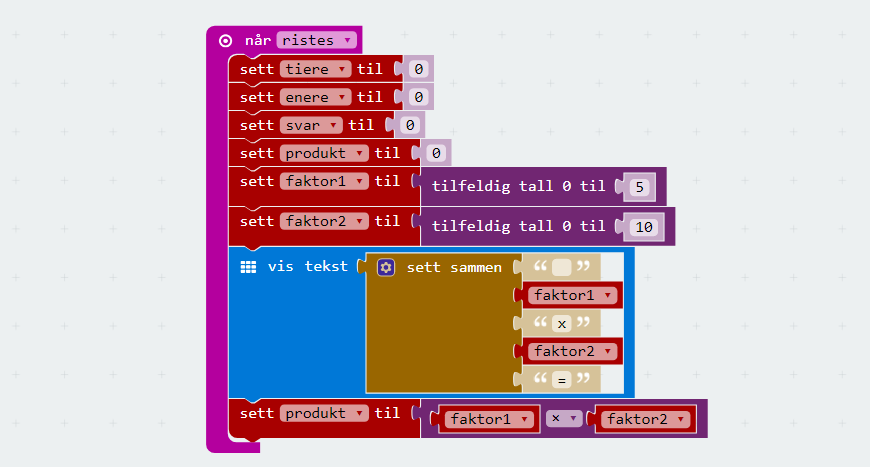 når ristes
sett tiere til 0
sett enere til 0
sett svar til 0
sett produkt til 0
sett faktor1 til tilfeldig tall 0 til 5
sett faktor2 til tilfeldig tall 0 til 10
vis tekst sett sammen “ ”
faktor1
“ x ”
faktor2
“ = ”
sett produkt til faktor1 × faktor2